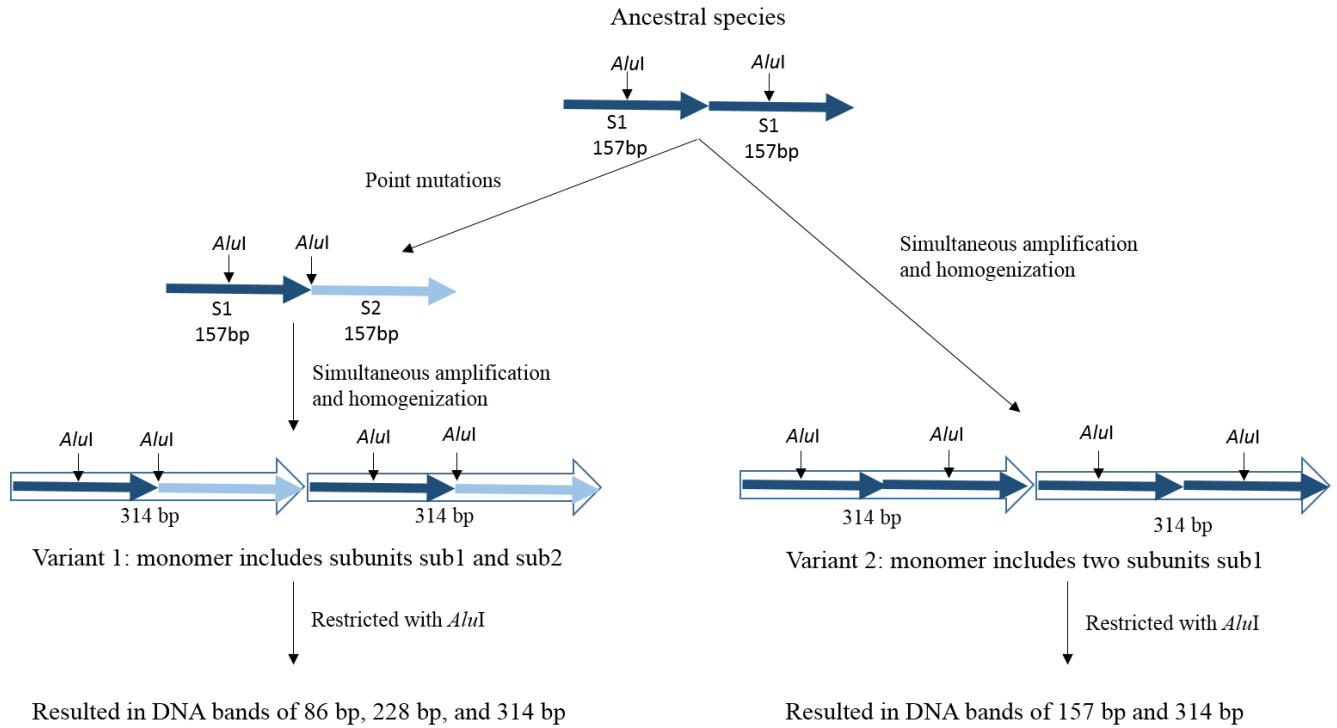 Ancestral species
AluI AluI
S1 S1
157bp 157bp
Point mutations
Simultaneous amplification
and homogenization
AluI AluI
S1 S2
157bp 157bp
Simultaneous amplification
and homogenization
AluI AluI AluI AluI
314 bp 314 bp
Variant 1: monomer includes subunits sub1 and sub2
AluI AluI AluI AluI
314 bp 314 bp
Variant 2: monomer includes two subunits sub1
Restricted with AluI
Restricted with AluI
Resulted in DNA bands of 86 bp, 228 bp, and 314 bp
Resulted in DNA bands of 157 bp and 314 bp